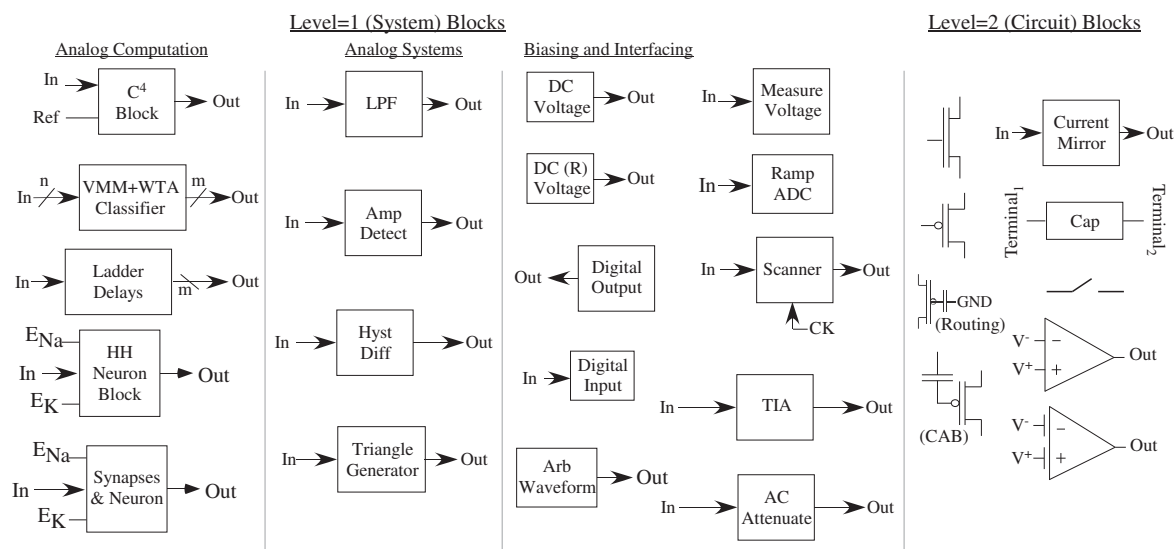 Level=1 (System) Blocks
Level=2 (Circuit) Blocks
Analog Computation
In
Ref
C⁴
Block
Out
In
n
VMM+WTA
Classifier
m
Out
In
Ladder
Delays
m
Out
E_Na
In
E_K
HH
Neuron
Block
Out
E_Na
In
E_K
Synapses
& Neuron
Out
Analog Systems
In
LPF
Out
In
Amp
Detect
Out
In
Hyst
Diff
Out
In
Triangle
Generator
Out
Biasing and Interfacing
DC
Voltage
Out
DC (R)
Voltage
Out
Out
Digital
Output
In
Digital
Input
Arb
Waveform
Out
In
Measure
Voltage
In
Ramp
ADC
In
Scanner
Out
CK
In
TIA
Out
In
AC
Attenuate
Out
GND
(Routing)
(CAB)
In
Current
Mirror
Out
Terminal₁
Cap
Terminal₂
V⁻
−
V⁺
+
Out
V⁻
−
V⁺
+
Out